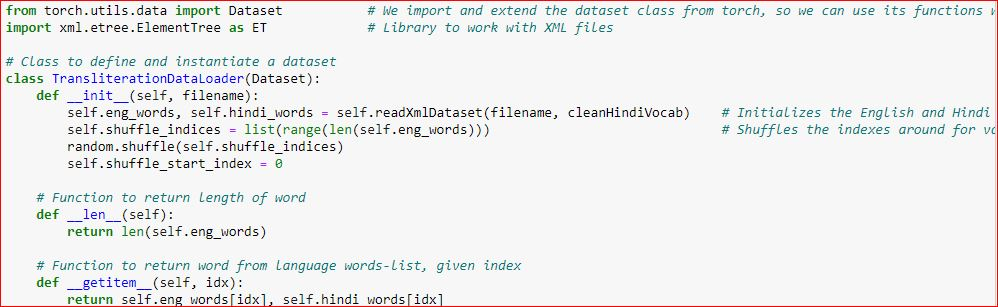 from torch.utils.data import Dataset # We import and extend the dataset class from torch, so we can use its functions
import xml.etree.ElementTree as ET # Library to work with XML files
# Class to define and instantiate a dataset
class TransliterationDataLoader(Dataset):
def __init__(self, filename):
self.eng_words, self.hindi_words = self.readXmlDataset(filename, cleanHindiVocab) # Initializes the English and Hindi
self.shuffle_indices = list(range(len(self.eng_words))) # Shuffles the indexes around for
random.shuffle(self.shuffle_indices)
self.shuffle_start_index = 0
# Function to return length of word
def __len__(self):
return len(self.eng_words)
# Function to return word from language words-list, given index
def __getitem__(self, idx):
return self.eng_words[idx], self.hindi_words[idx]